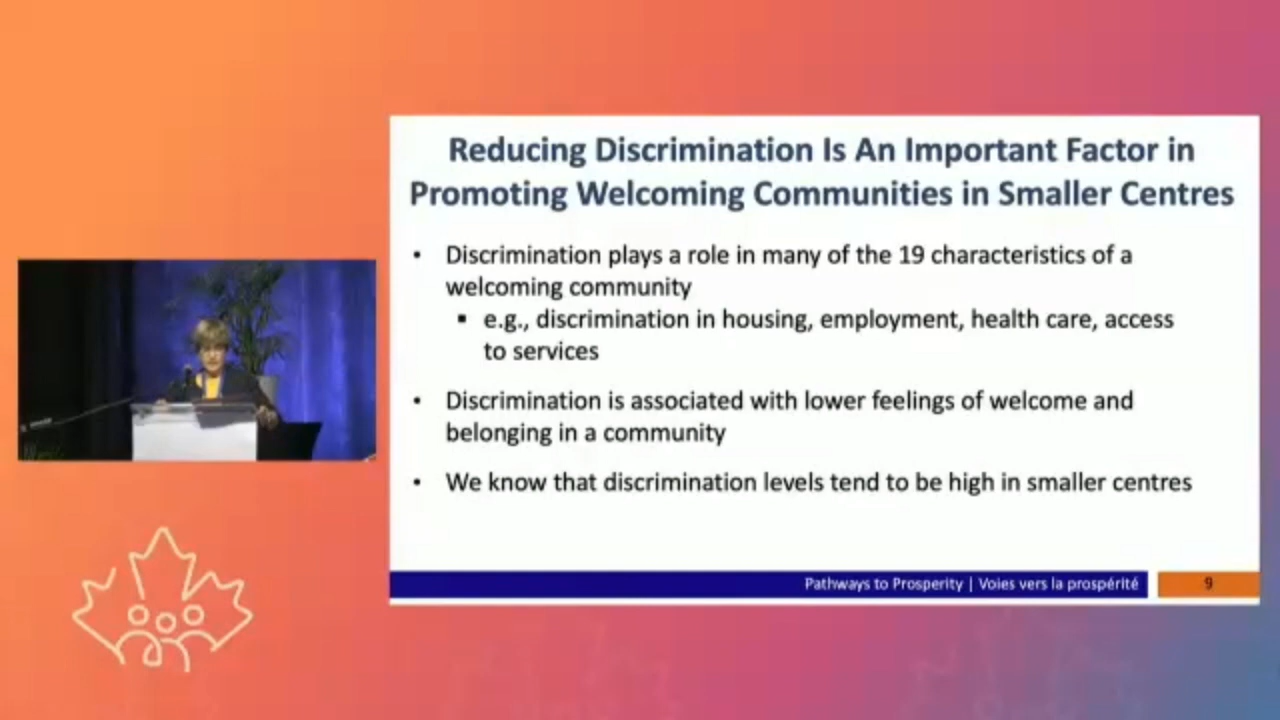 Reducing Discrimination Is An Important Factor in
Promoting Welcoming Communities in Smaller Centres
• Discrimination plays a role in many of the 19 characteristics of a
welcoming community
▪ e.g., discrimination in housing, employment, health care, access
to services
• Discrimination is associated with lower feelings of welcome and
belonging in a community
• We know that discrimination levels tend to be high in smaller centres
Pathways to Prosperity | Voies vers la prospérité
9